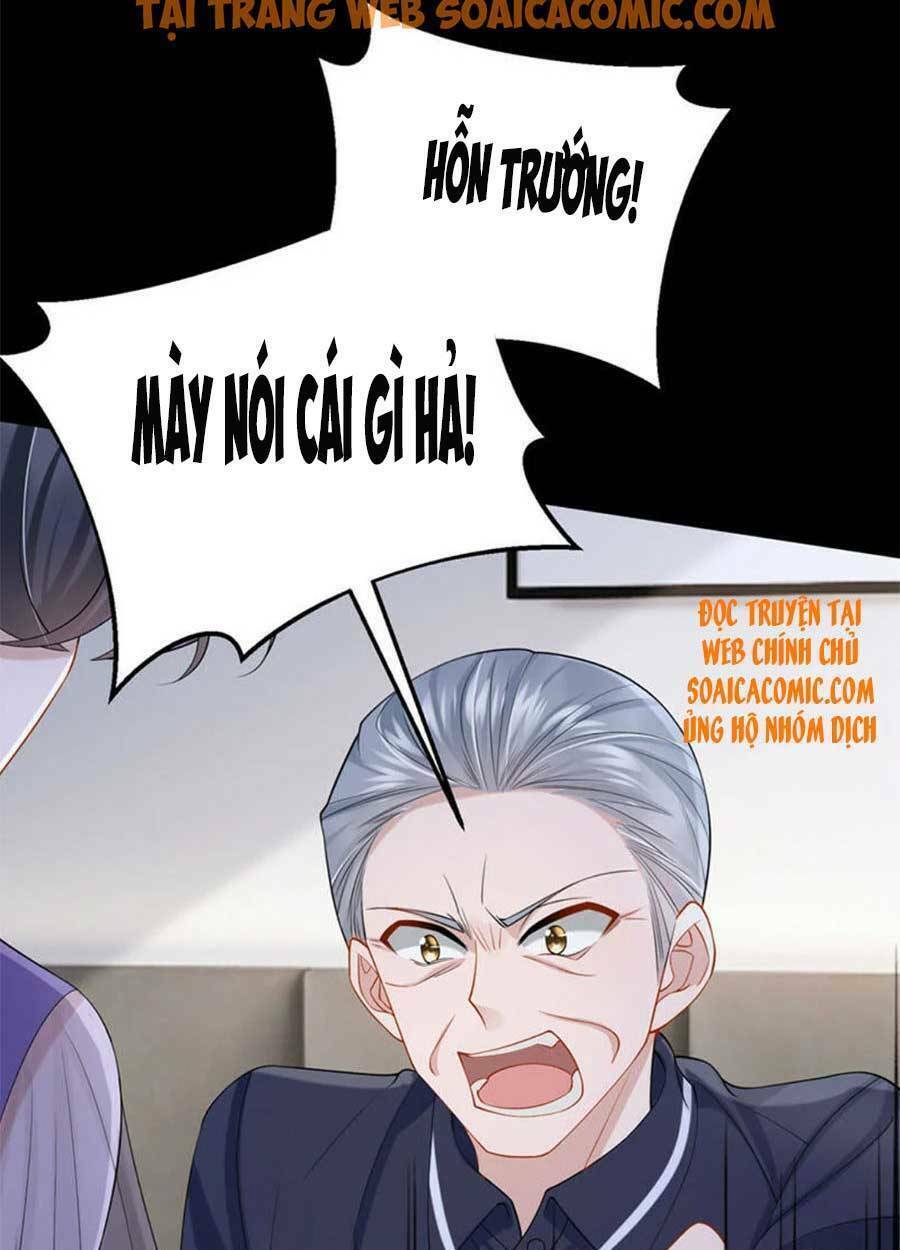 TẠI TRANG WEB SOAICACOMIC.COM
HỖN TRƯỚNG!
MÀY NÓI CÁI GÌ HẢ!
ĐỌC TRUYỆN TẠI
WEB CHÍNH CHỦ
SOAICACOMIC.COM
ỦNG HỘ NHÓM DỊCH